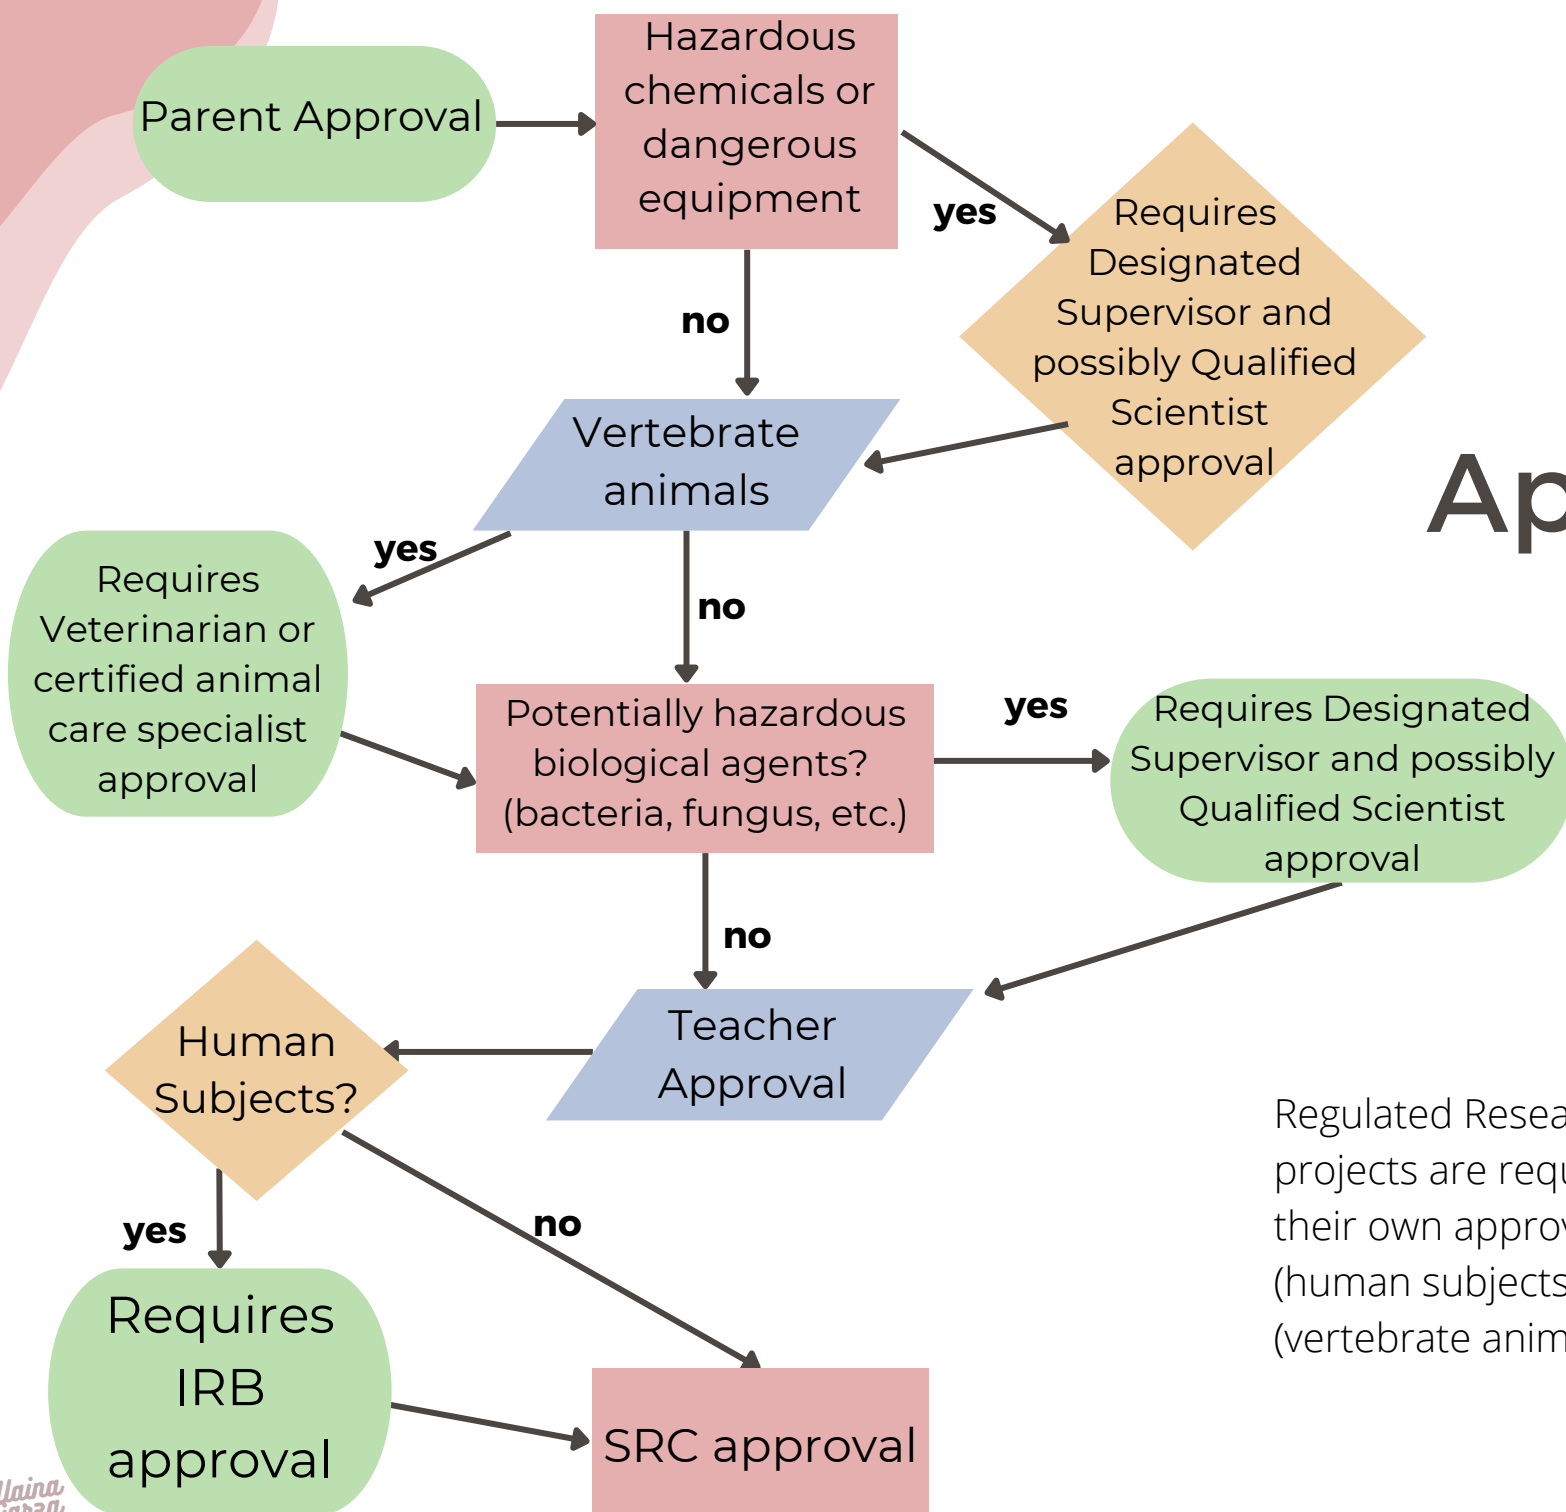 Parent Approval
Hazardous
chemicals or
dangerous
equipment
yes
Requires
Designated
Supervisor and
possibly Qualified
Scientist
approval
no
Vertebrate
animals
Ap
yes
Requires
Veterinarian or
certified animal
care specialist
approval
no
Potentially hazardous
biological agents?
(bacteria, fungus, etc.)
yes
Requires Designated
Supervisor and possibly
Qualified Scientist
approval
no
Teacher
Approval
Human
Subjects?
yes
no
Requires
IRB
approval
SRC approval
Regulated Resea
projects are requ
their own approv
(human subjects
(vertebrate anim